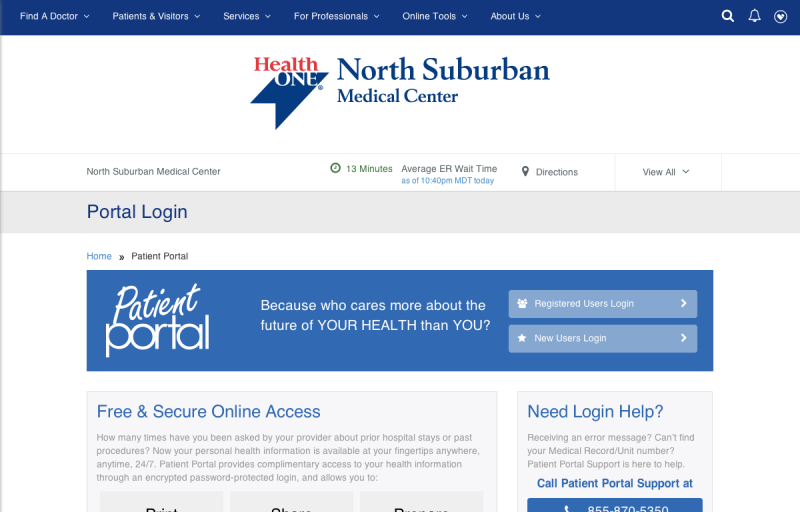 Find A Doctor
Patients & Visitors
Services
For Professionals
Online Tools
About Us
Health
ONE®
North Suburban
Medical Center
North Suburban Medical Center
13 Minutes
Average ER Wait Time
as of 10:40pm MDT today
Directions
View All
Portal Login
Home » Patient Portal
Patient
portal
Because who cares more about the
future of YOUR HEALTH than YOU?
Registered Users Login
New Users Login
Free & Secure Online Access
How many times have you been asked by your provider about prior hospital stays or past
procedures? Now your personal health information is available at your fingertips anywhere,
anytime, 24/7. Patient Portal provides complimentary access to your health information
through an encrypted password-protected login, and allows you to:
Print
Share
Prepare
Need Login Help?
Receiving an error message? Can't find
your Medical Record/Unit number?
Patient Portal Support is here to help.
Call Patient Portal Support at
855-870-5350